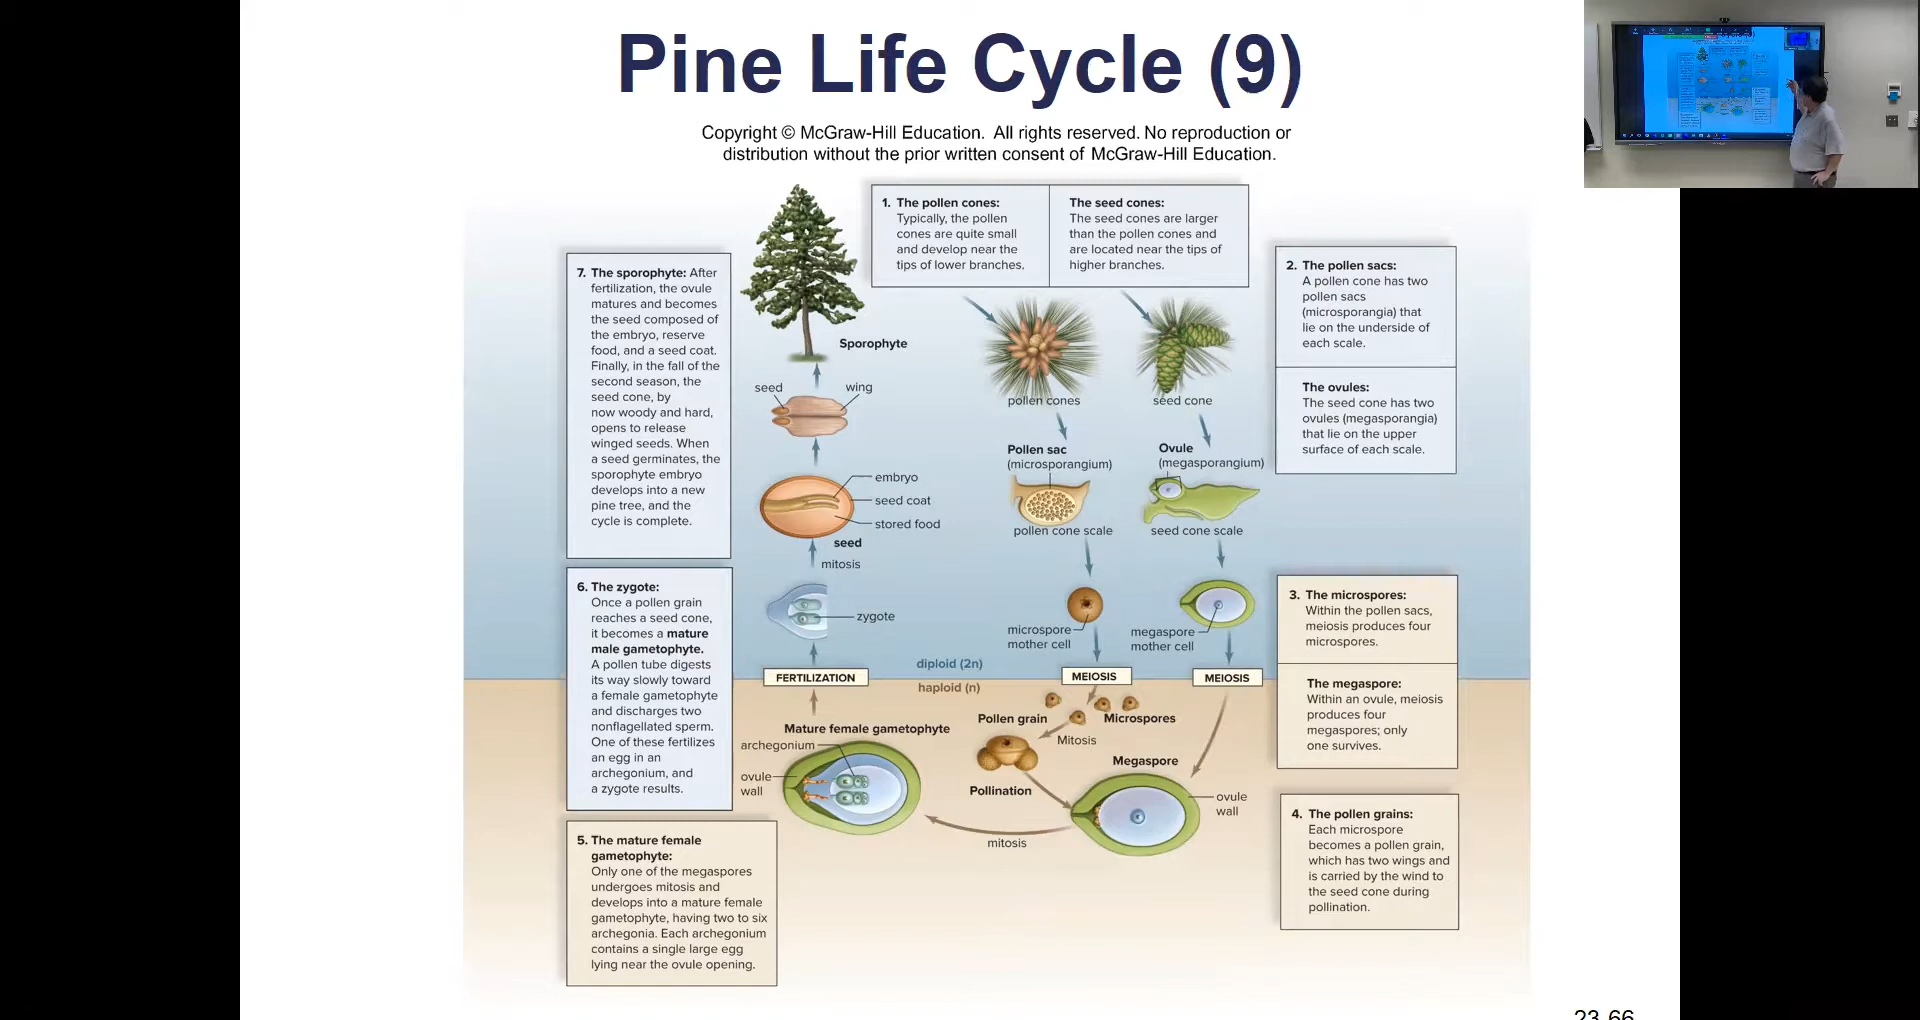 Pine Life Cycle (9)
Copyright © McGraw-Hill Education. All rights reserved. No reproduction or
distribution without the prior written consent of McGraw-Hill Education.
1. The pollen cones:
Typically, the pollen
cones are quite small
and develop near the
tips of lower branches.
The seed cones:
The seed cones are larger
than the pollen cones and
are located near the tips of
higher branches.
2. The pollen sacs:
A pollen cone has two
pollen sacs
(microsporangia) that
lie on the underside of
each scale.
The ovules:
The seed cone has two
ovules (megasporangia)
that lie on the upper
surface of each scale.
7. The sporophyte: After
fertilization, the ovule
matures and becomes
the seed composed of
the embryo, reserve
food, and a seed coat.
Finally, in the fall of the
second season, the
seed cone, by
now woody and hard,
opens to release
winged seeds. When
a seed germinates, the
sporophyte embryo
develops into a new
pine tree, and the
cycle is complete.
Sporophyte
seed
wing
pollen cones
seed cone
Pollen sac
(microsporangium)
Ovule
(megasporangium)
embryo
seed coat
stored food
seed
mitosis
pollen cone scale
seed cone scale
6. The zygote:
Once a pollen grain
reaches a seed cone,
it becomes a mature
male gametophyte.
A pollen tube digests
its way slowly toward
a female gametophyte
and discharges two
nonflagellated sperm.
One of these fertilizes
an egg in an
archegonium, and
a zygote results.
zygote
microspore
mother cell
megaspore
mother cell
3. The microspores:
Within the pollen sacs,
meiosis produces four
microspores.
The megaspore:
Within an ovule, meiosis
produces four
megaspores; only
one survives.
diploid (2n)
haploid (n)
FERTILIZATION
MEIOSIS
MEIOSIS
Pollen grain
Microspores
Mitosis
Mature female gametophyte
archegonium
ovule
wall
Pollination
Megaspore
ovule
wall
mitosis
4. The pollen grains:
Each microspore
becomes a pollen grain,
which has two wings and
is carried by the wind to
the seed cone during
pollination.
5. The mature female
gametophyte:
Only one of the megaspores
undergoes mitosis and
develops into a mature female
gametophyte, having two to six
archegonia. Each archegonium
contains a single large egg
lying near the ovule opening.
23-66